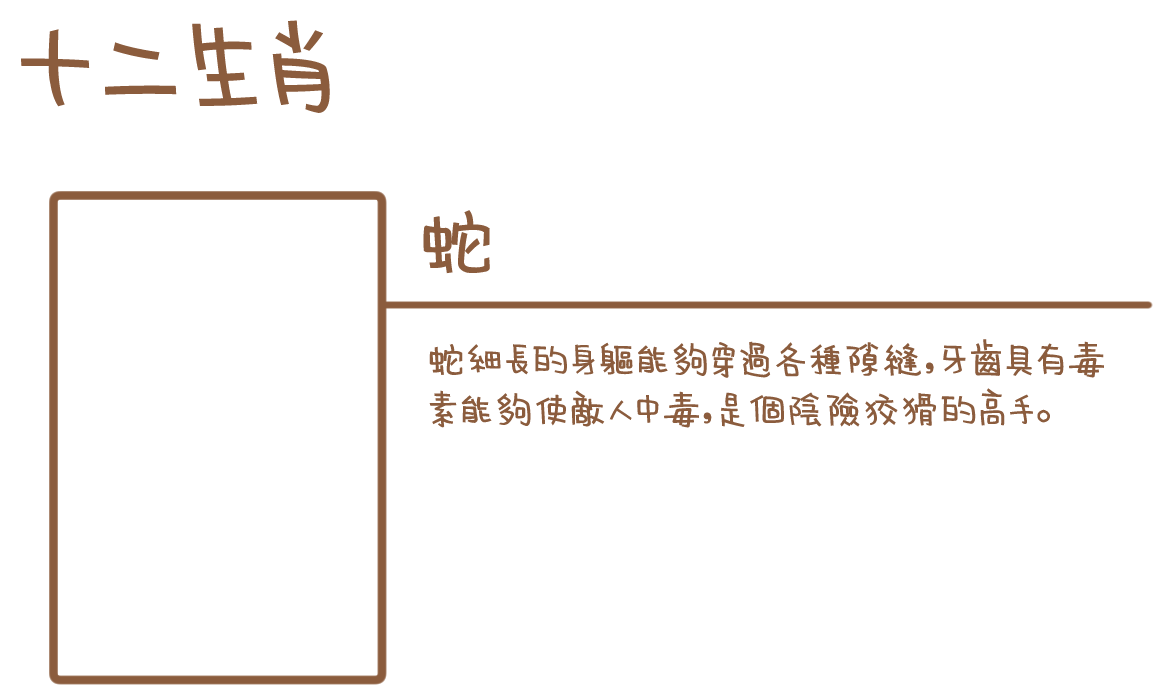 十二生肖
蛇
蛇細長的身軀能夠穿過各種隙縫,牙齒具有毒
素能夠使敵人中毒,是個陰險狡猾的高手。